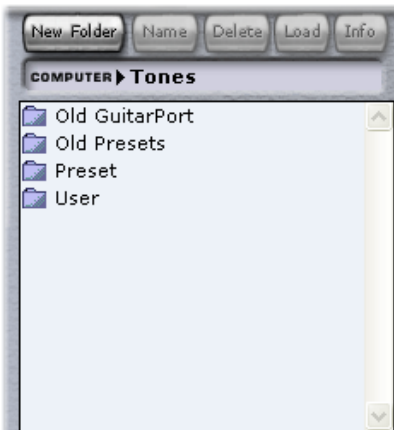 New Folder Name Delete Load Info
COMPUTER Tones
Old GuitarPort
Old Presets
Preset
User